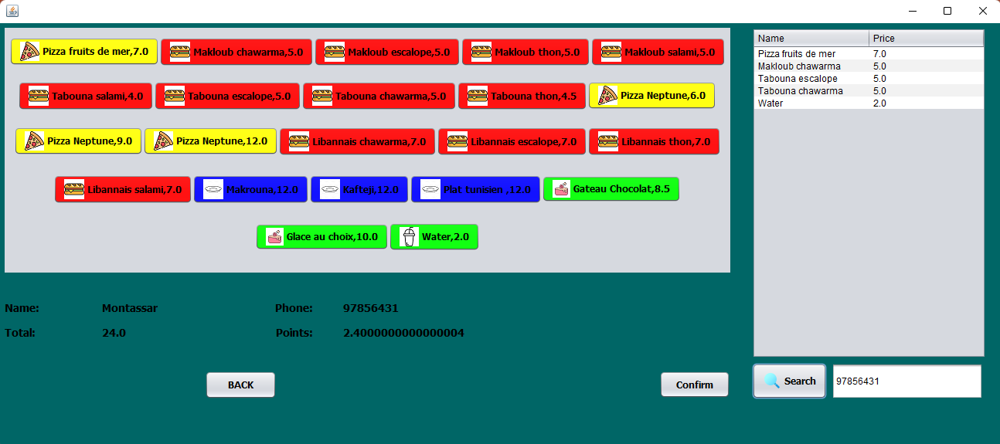 Pizza fruits de mer,7.0 Makloub chawarma,5.0 Makloub escalope,5.0 Makloub thon,5.0 Makloub salami,5.0
Tabouna salami,4.0 Tabouna escalope,5.0 Tabouna chawarma,5.0 Tabouna thon,4.5 Pizza Neptune,6.0
Pizza Neptune,9.0 Pizza Neptune,12.0 Libannais chawarma,7.0 Libannais escalope,7.0 Libannais thon,7.0
Libannais salami,7.0 Makrouna,12.0 Kafteji,12.0 Plat tunisien ,12.0 Gateau Chocolat,8.5
Glace au choix,10.0 Water,2.0
Name Price
Pizza fruits de mer 7.0
Makloub chawarma 5.0
Tabouna escalope 5.0
Tabouna chawarma 5.0
Water 2.0
Name: Montassar Phone: 97856431
Total: 24.0 Points: 2.4000000000000004
BACK Confirm Search 97856431